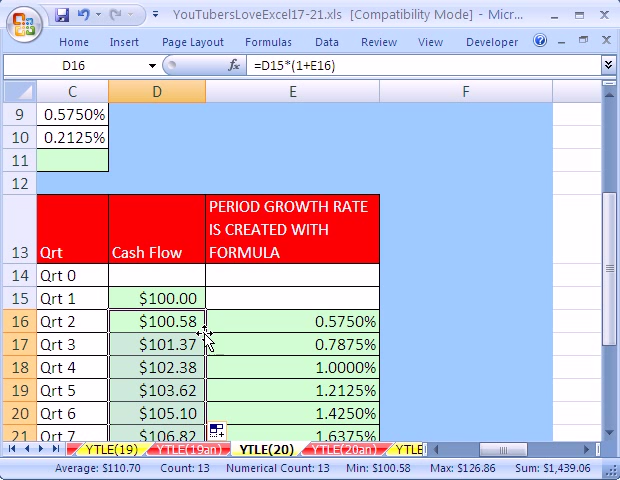 YouTubersLoveExcel17-21.xls [Compatibility Mode] - Micr...
Home Insert Page Layout Formulas Data Review View Developer
D16 fx =D15*(1+E16)
C D E F
9 0.5750%
10 0.2125%
11
12
PERIOD GROWTH RATE
IS CREATED WITH
13 Qrt Cash Flow FORMULA
14 Qrt 0
15 Qrt 1 $100.00
16 Qrt 2 $100.58 0.5750%
17 Qrt 3 $101.37 0.7875%
18 Qrt 4 $102.38 1.0000%
19 Qrt 5 $103.62 1.2125%
20 Qrt 6 $105.10 1.4250%
21 Qrt 7 $106.82 1.6375%
YTLE(19) YTLE(19an) YTLE(20) YTLE(20an) YTLE
Average: $110.70 Count: 13 Numerical Count: 13 Min: $100.58 Max: $126.86 Sum: $1,439.06